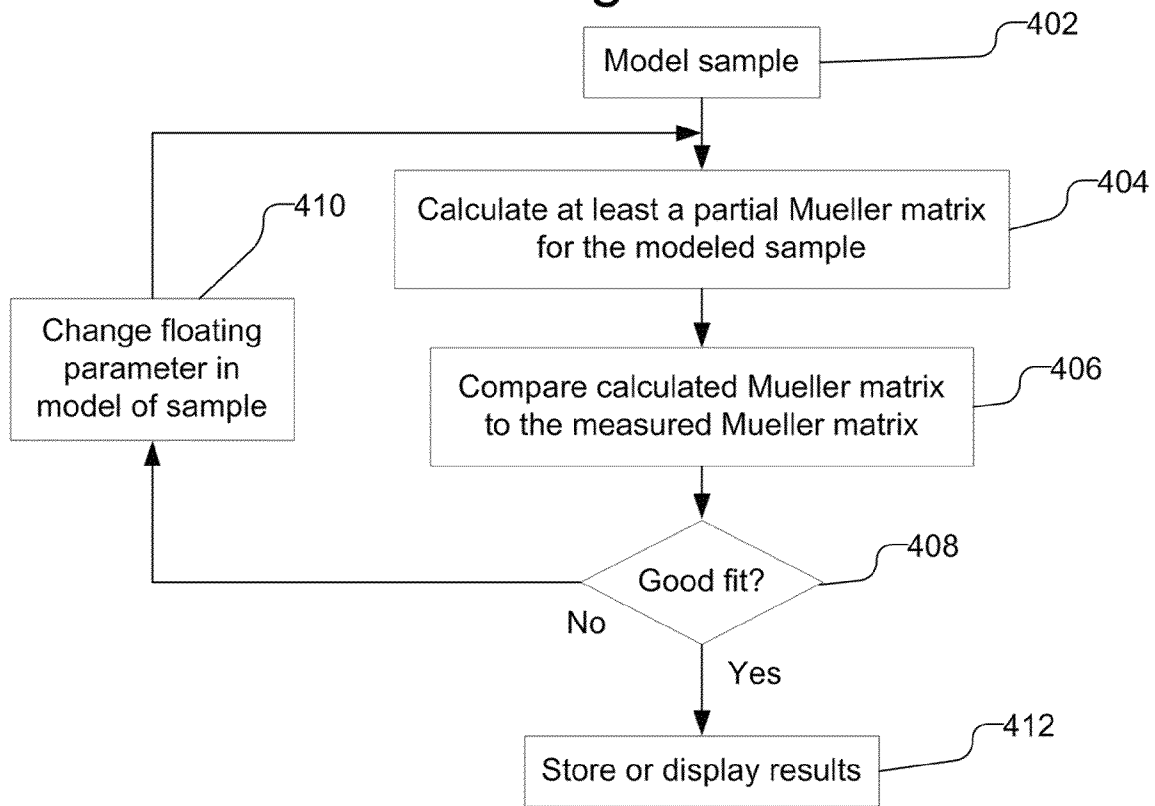 402
Model sample
404
Calculate at least a partial Mueller matrix
for the modeled sample
410
Change floating
parameter in
model of sample
406
Compare calculated Mueller matrix
to the measured Mueller matrix
408
Good fit?
No
Yes
412
Store or display results